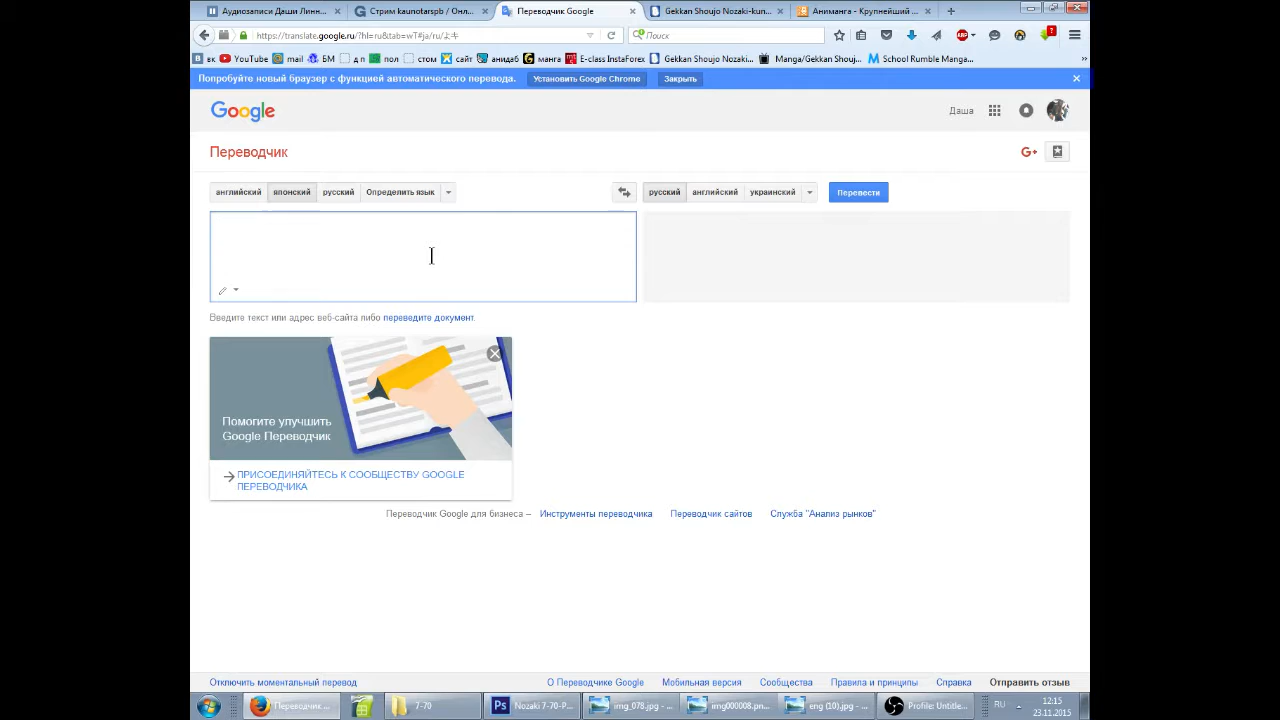 Аудиозаписи Даши Линн...
Стрим kaunotarspb / Онл...
Переводчик Google
Gekkan Shoujo Nozaki-kun...
Аниманга - Крупнейший ...
https://translate.google.ru/?hl=ru&tab=wT#ja/ru/よキ
Поиск
вк
YouTube
mail
БМ
д п
пол
стом
сайт
анидаб
манга
E-class InstaForex
Gekkan Shoujo Nozaki...
Manga/Gekkan Shouj...
School Rumble Manga...
Попробуйте новый браузер с функцией автоматического перевода.
Установить Google Chrome
Закрыть
Google
Даша
Переводчик
G+
английский
японский
русский
Определить язык
русский
английский
украинский
Перевести
Введите текст или адрес веб-сайта либо переведите документ.
Помогите улучшить
Google Переводчик
ПРИСОЕДИНЯЙТЕСЬ К СООБЩЕСТВУ GOOGLE
ПЕРЕВОДЧИКА
Переводчик Google для бизнеса – Инструменты переводчика Переводчик сайтов Служба "Анализ рынков"
Отключить моментальный перевод
О Переводчике Google
Мобильная версия
Сообщества
Правила и принципы
Справка
Отправить отзыв
Переводчик ...
7-70
Ps
Nozaki 7-70-P...
img_078.jpg - ...
img000008.pn...
eng (10).jpg - ...
Profile: Untitle...
RU
12:15
23.11.2015